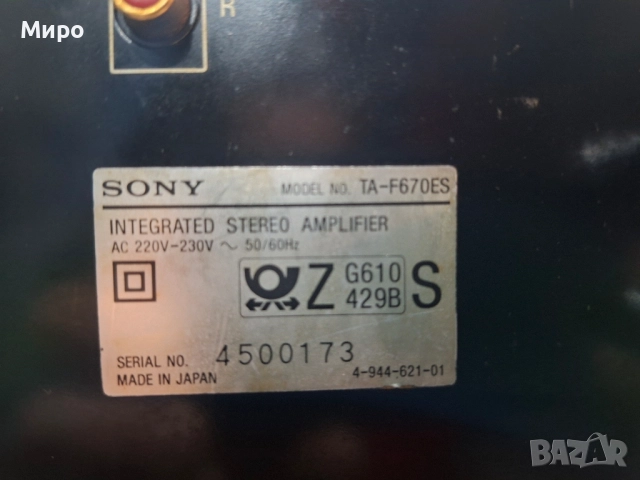 Миро
R
SONY MODEL NO. TA-F670ES
INTEGRATED STEREO AMPLIFIER
AC 220V-230V ~ 50/60Hz
Z G610 429B S
SERIAL NO. 4500173
MADE IN JAPAN 4-944-621-01
BAZAR